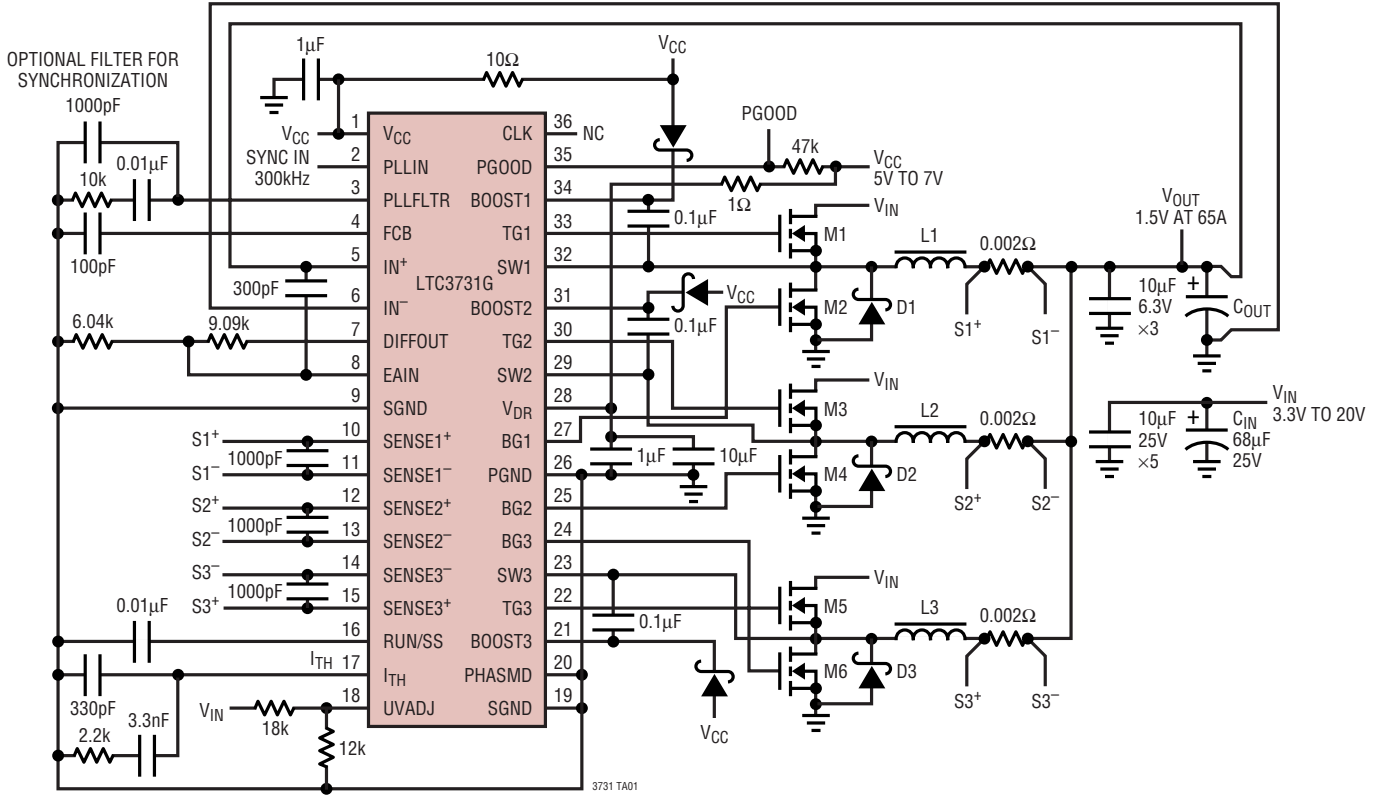 OPTIONAL FILTER FOR
SYNCHRONIZATION
1000pF
0.01µF
10k
100pF
1µF
10Ω
VCC
VCC
SYNC IN
300kHz
300pF
6.04k
9.09k
S1+
1000pF
S1–
S2+
1000pF
S2–
S3–
1000pF
S3+
0.01µF
ITH
330pF
2.2k
3.3nF
VIN
18k
12k
LTC3731G
1 VCC
2 PLLIN
3 PLLFLTR
4 FCB
5 IN+
6 IN–
7 DIFFOUT
8 EAIN
9 SGND
10 SENSE1+
11 SENSE1–
12 SENSE2+
13 SENSE2–
14 SENSE3–
15 SENSE3+
16 RUN/SS
17 ITH
18 UVADJ
CLK 36 NC
PGOOD 35
BOOST1 34
TG1 33
SW1 32
BOOST2 31
TG2 30
SW2 29
VDR 28
BG1 27
PGND 26
BG2 25
BG3 24
SW3 23
TG3 22
BOOST3 21
PHASMD 20
SGND 19
PGOOD
47k
VCC
5V TO 7V
1Ω
0.1µF
VCC
0.1µF
1µF
10µF
0.1µF
VCC
VIN
M1
M2
D1
L1
0.002Ω
S1+
S1–
VIN
M3
M4
D2
L2
0.002Ω
S2+
S2–
VIN
M5
M6
D3
L3
0.002Ω
S3+
S3–
VOUT
1.5V AT 65A
10µF
6.3V
×3
+
COUT
VIN
3.3V TO 20V
10µF
25V
×5
+
CIN
68µF
25V
3731 TA01